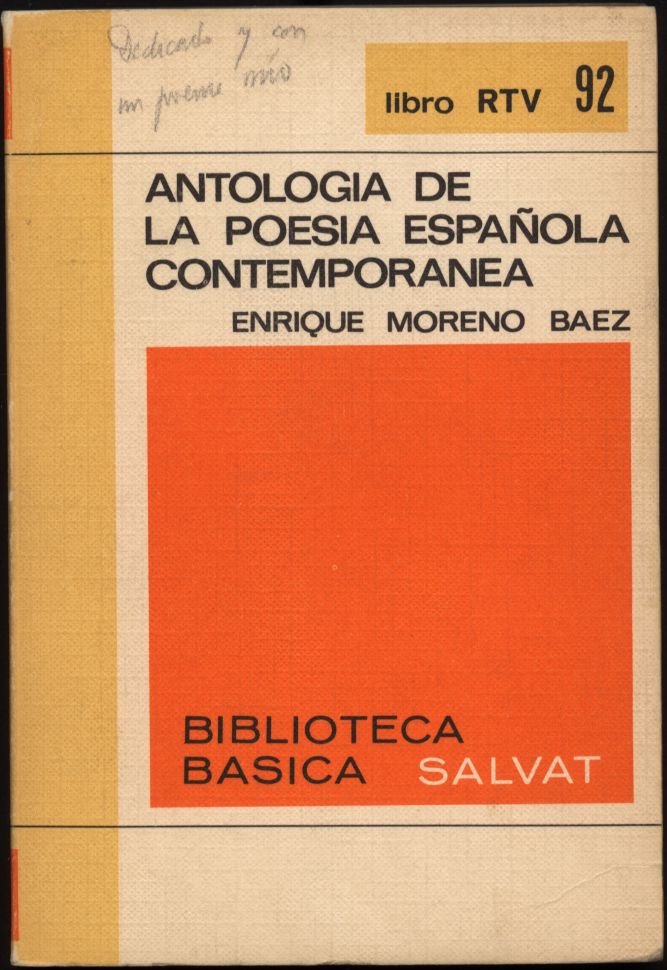 Dedicado y con
un poema mío
libro RTV 92
ANTOLOGIA DE
LA POESIA ESPAÑOLA
CONTEMPORANEA
ENRIQUE MORENO BAEZ
BIBLIOTECA
BASICA SALVAT